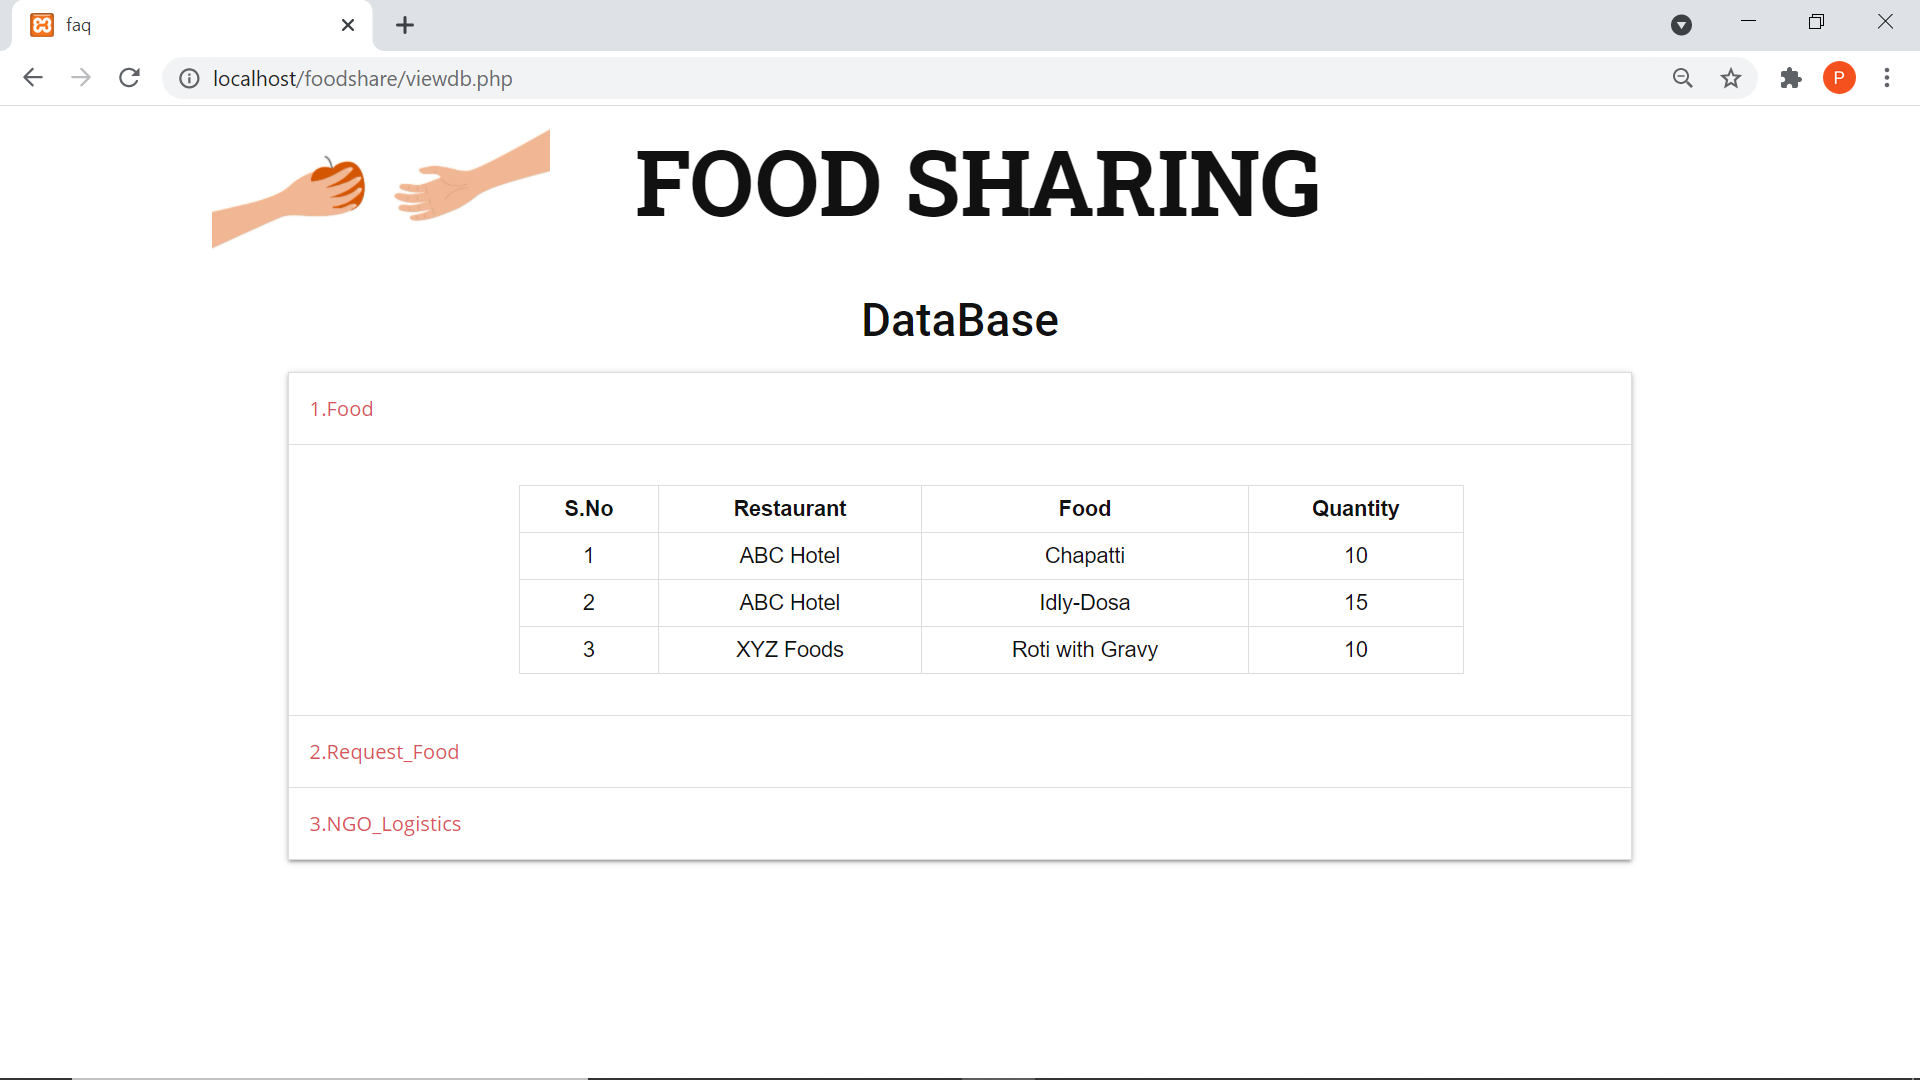 faq
localhost/foodshare/viewdb.php
P
FOOD SHARING
DataBase
1.Food
S.No Restaurant Food Quantity
1 ABC Hotel Chapatti 10
2 ABC Hotel Idly-Dosa 15
3 XYZ Foods Roti with Gravy 10
2.Request_Food
3.NGO_Logistics